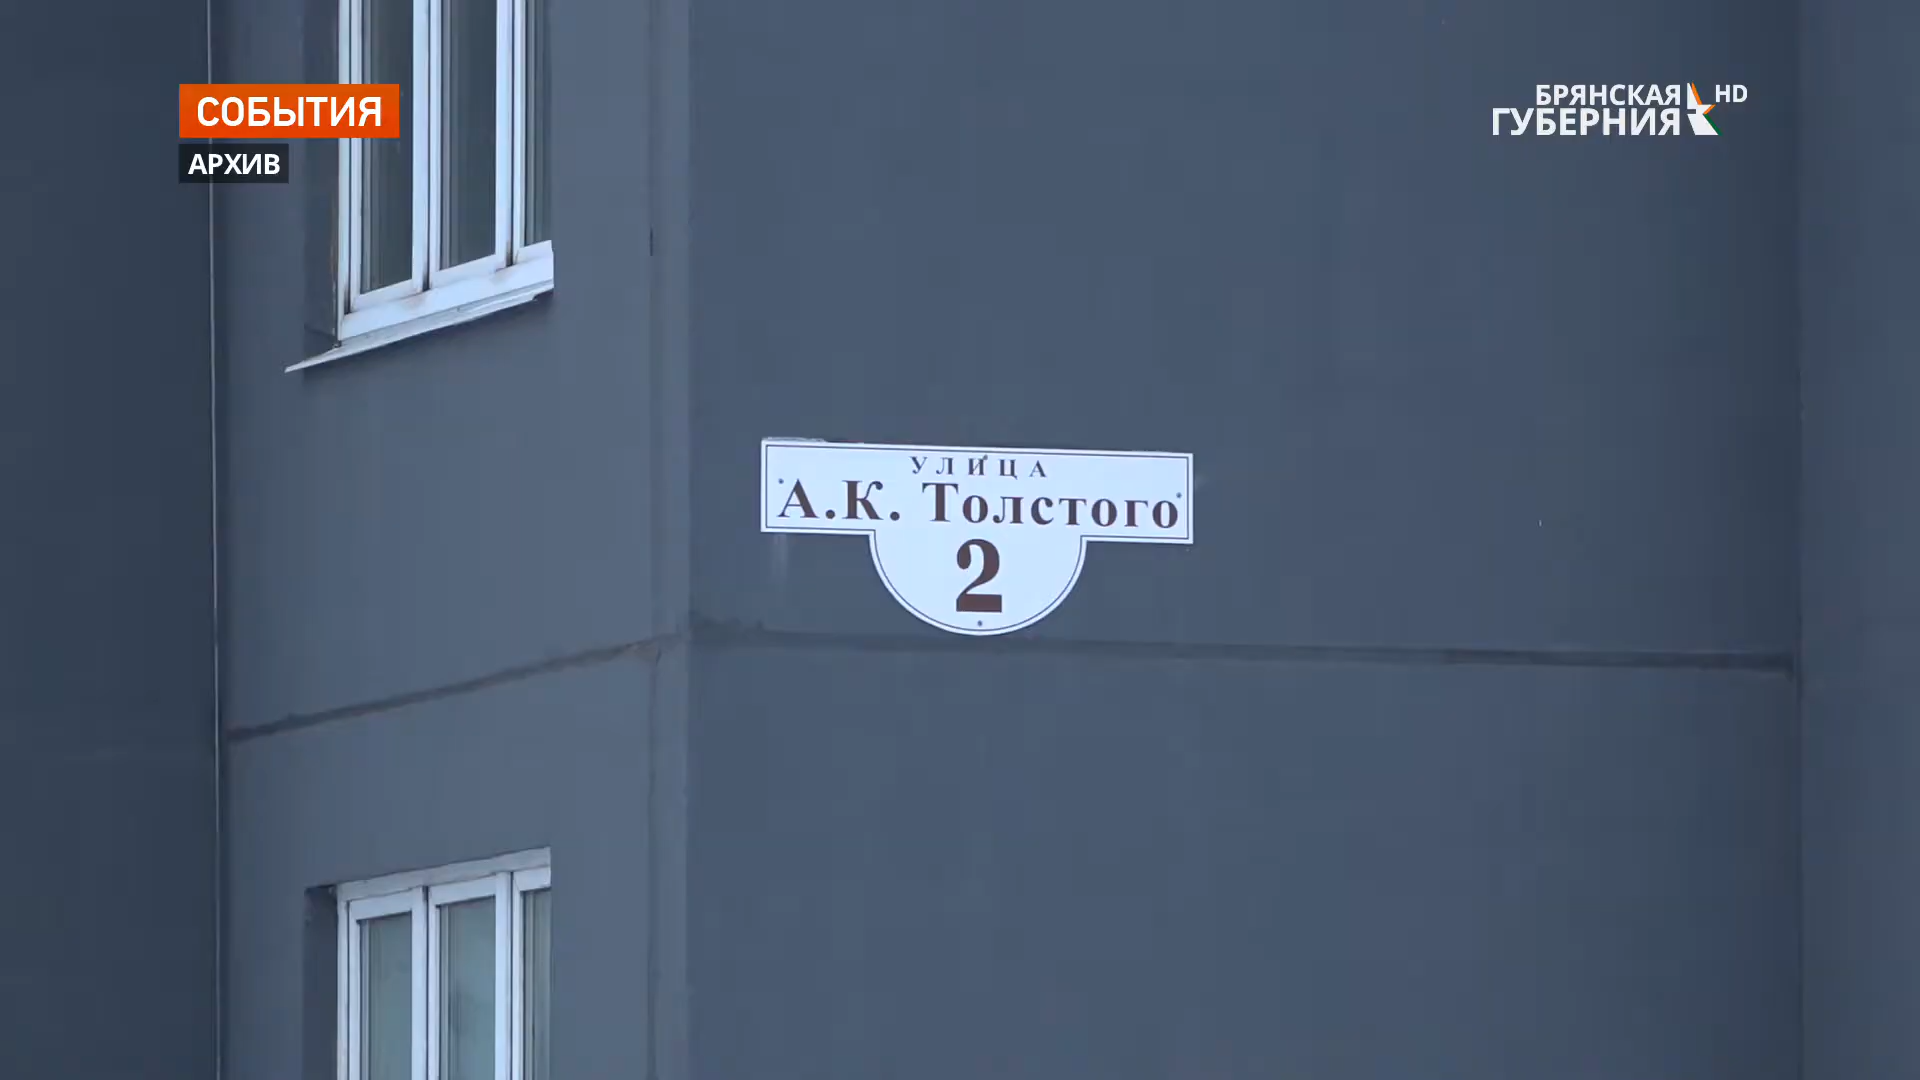 СОБЫТИЯ
АРХИВ
БРЯНСКАЯ HD
ГУБЕРНИЯ
УЛИЦА
А.К. Толстого
2